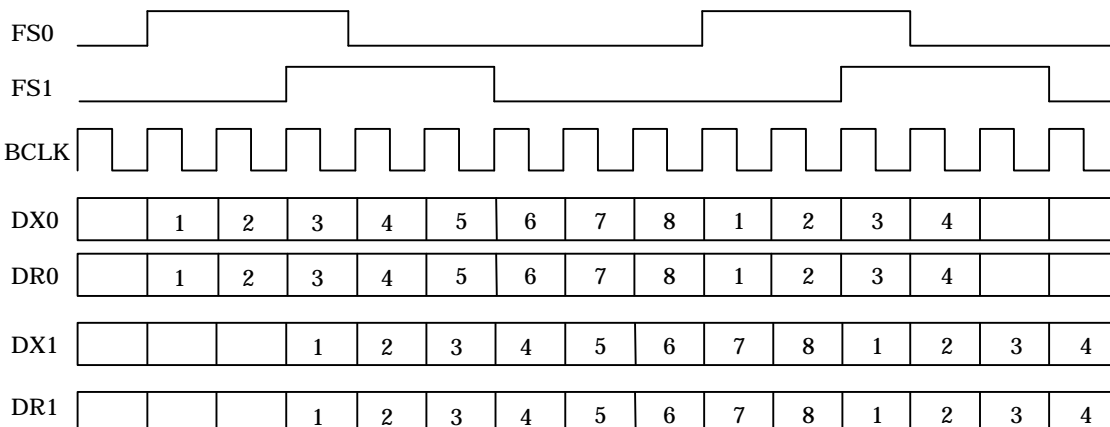 FS0
FS1
BCLK
DX0 1 2 3 4 5 6 7 8 1 2 3 4
DR0 1 2 3 4 5 6 7 8 1 2 3 4
DX1 1 2 3 4 5 6 7 8 1 2 3 4
DR1 1 2 3 4 5 6 7 8 1 2 3 4